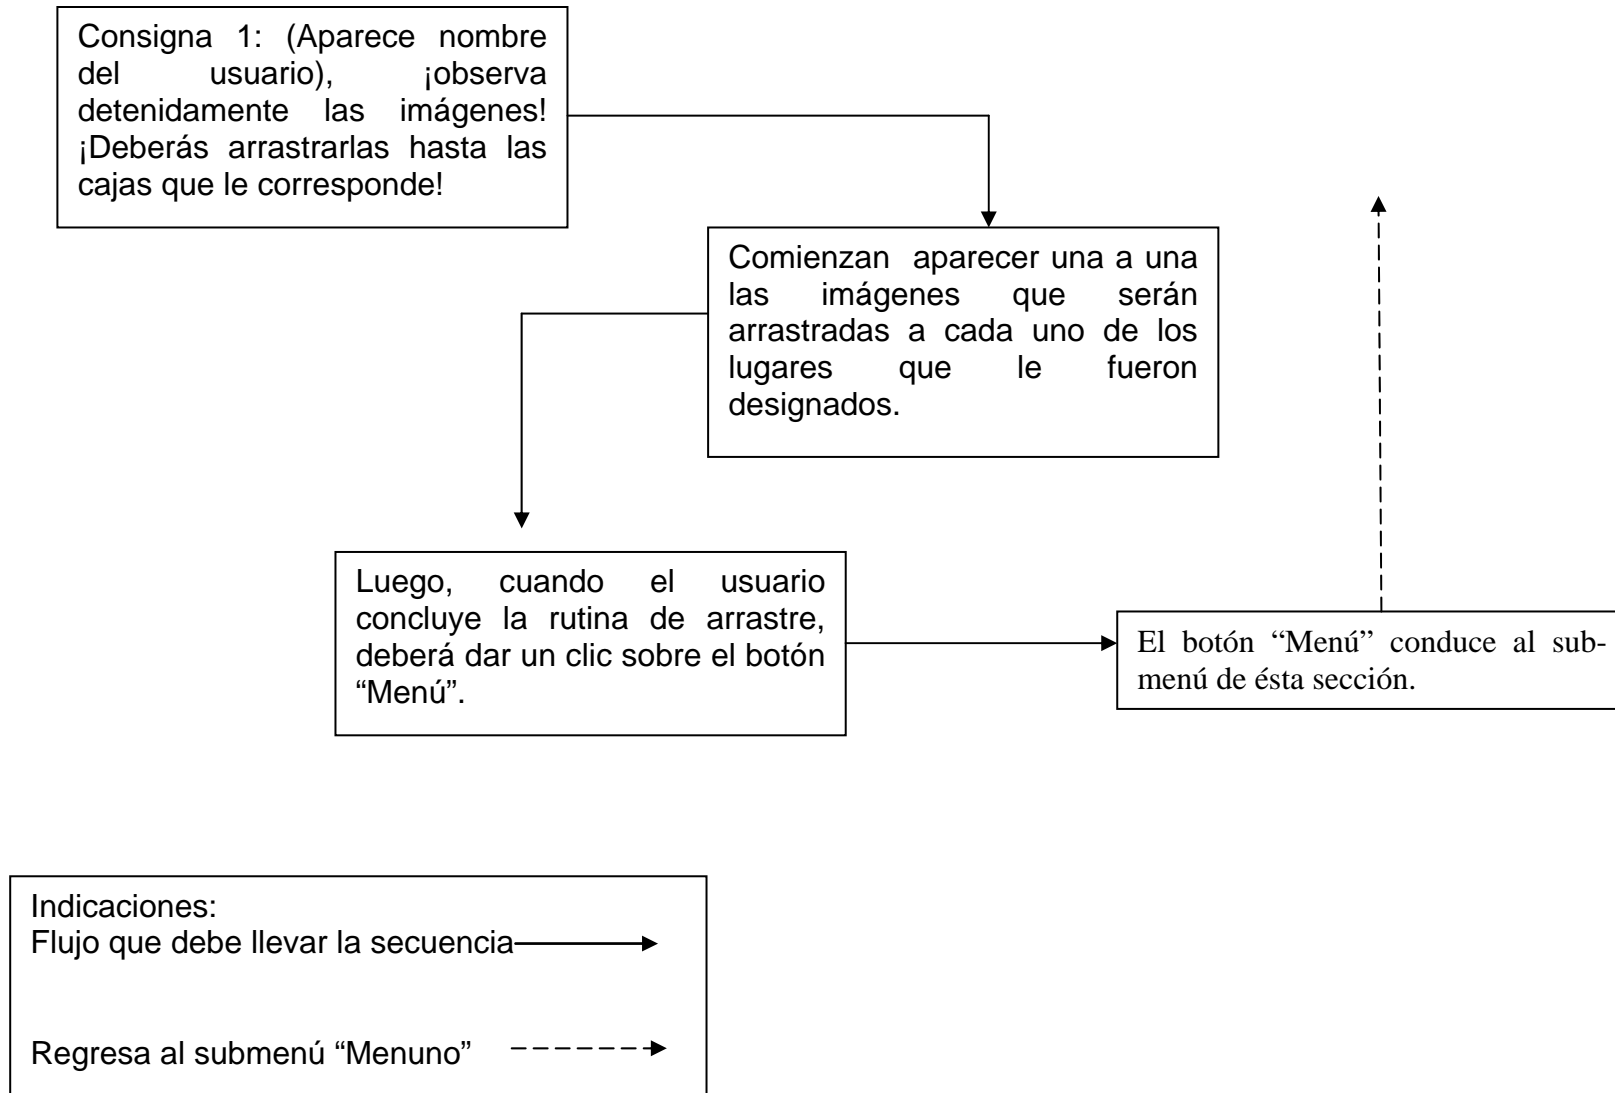 Consigna 1: (Aparece nombre
del usuario), ¡observa
detenidamente las imágenes!
¡Deberás arrastrarlas hasta las
cajas que le corresponde!
Comienzan aparecer una a una
las imágenes que serán
arrastradas a cada uno de los
lugares que le fueron
designados.
Luego, cuando el usuario
concluye la rutina de arrastre,
deberá dar un clic sobre el botón
“Menú”.
El botón “Menú” conduce al sub-
menú de ésta sección.
Indicaciones:
Flujo que debe llevar la secuencia
Regresa al submenú “Menuno”